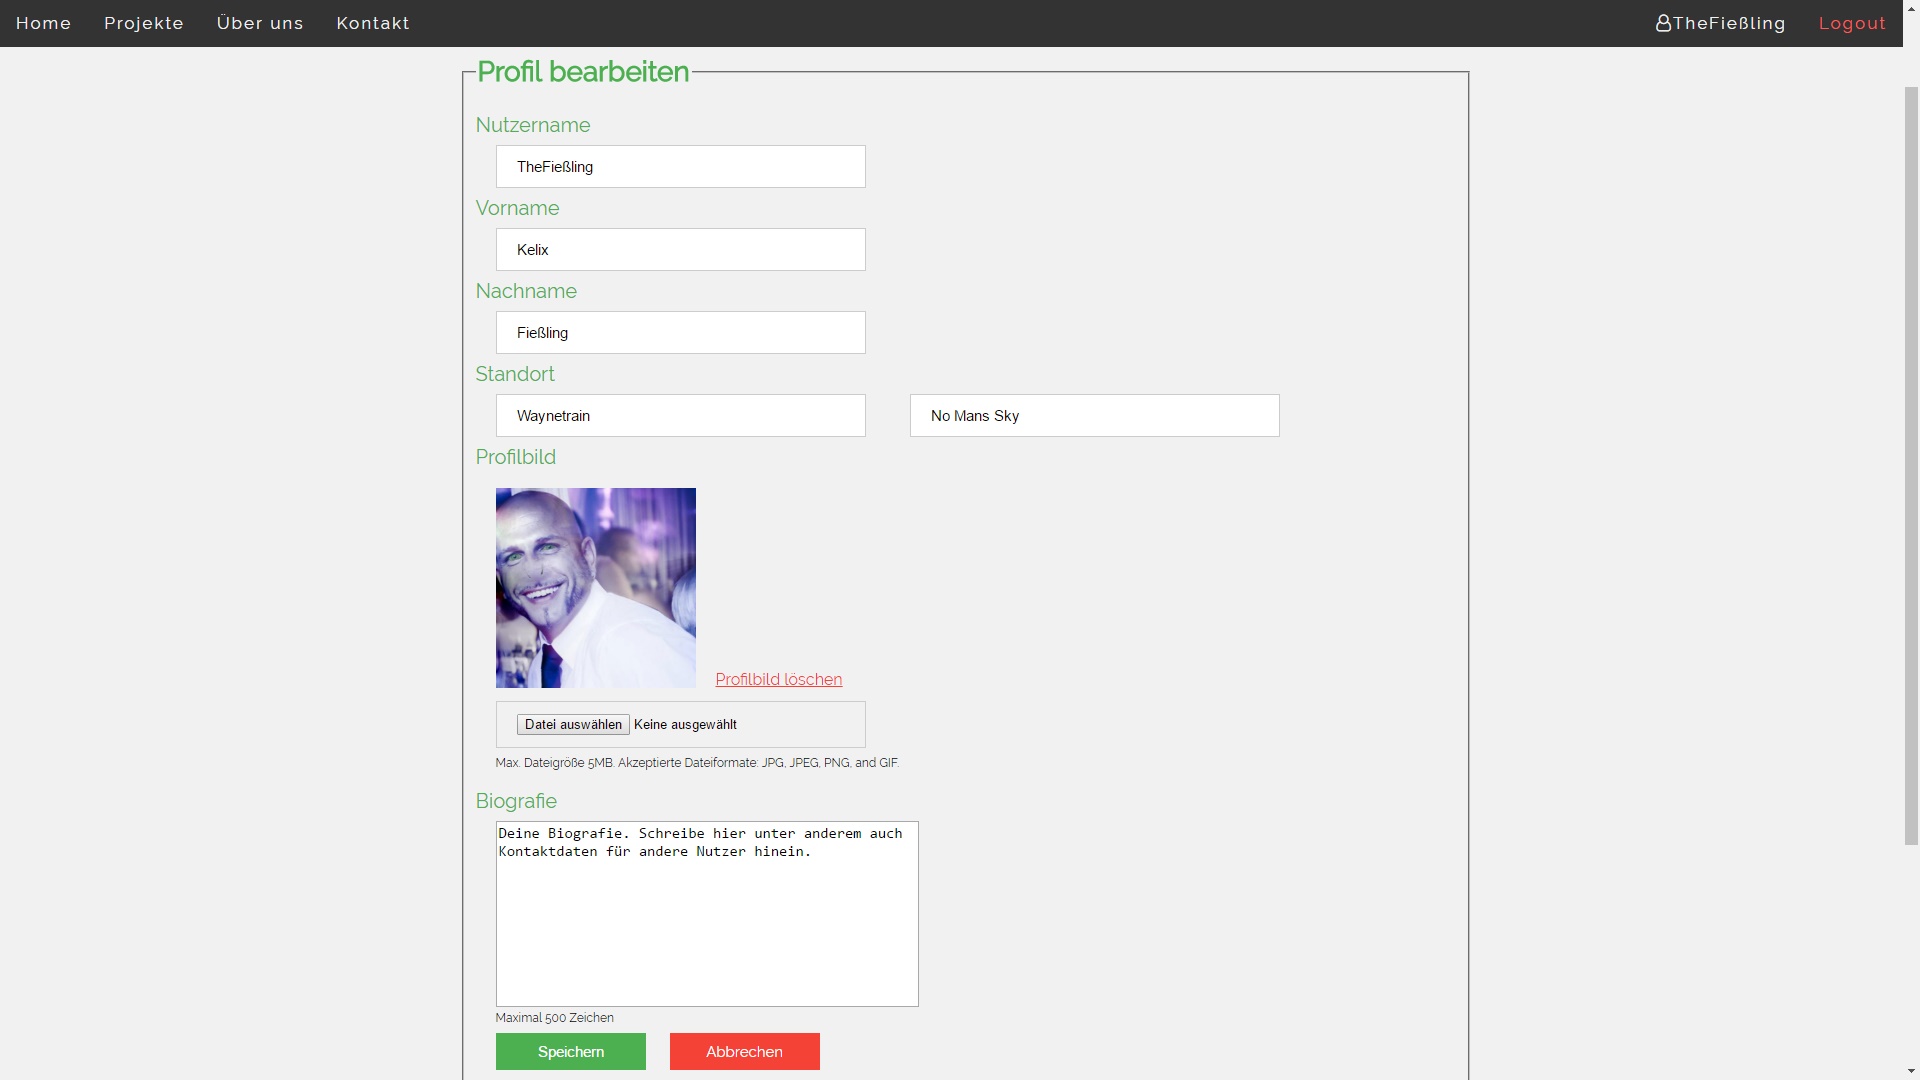 Home Projekte Über uns Kontakt TheFießling Logout
Profil bearbeiten
Nutzername
TheFießling
Vorname
Kelix
Nachname
Fießling
Standort
Waynetrain No Mans Sky
Profilbild
Profilbild löschen
Datei auswählen Keine ausgewählt
Max. Dateigröße 5MB. Akzeptierte Dateiformate: JPG, JPEG, PNG, and GIF.
Biografie
Deine Biografie. Schreibe hier unter anderem auch
Kontaktdaten für andere Nutzer hinein.
Maximal 500 Zeichen
Speichern Abbrechen